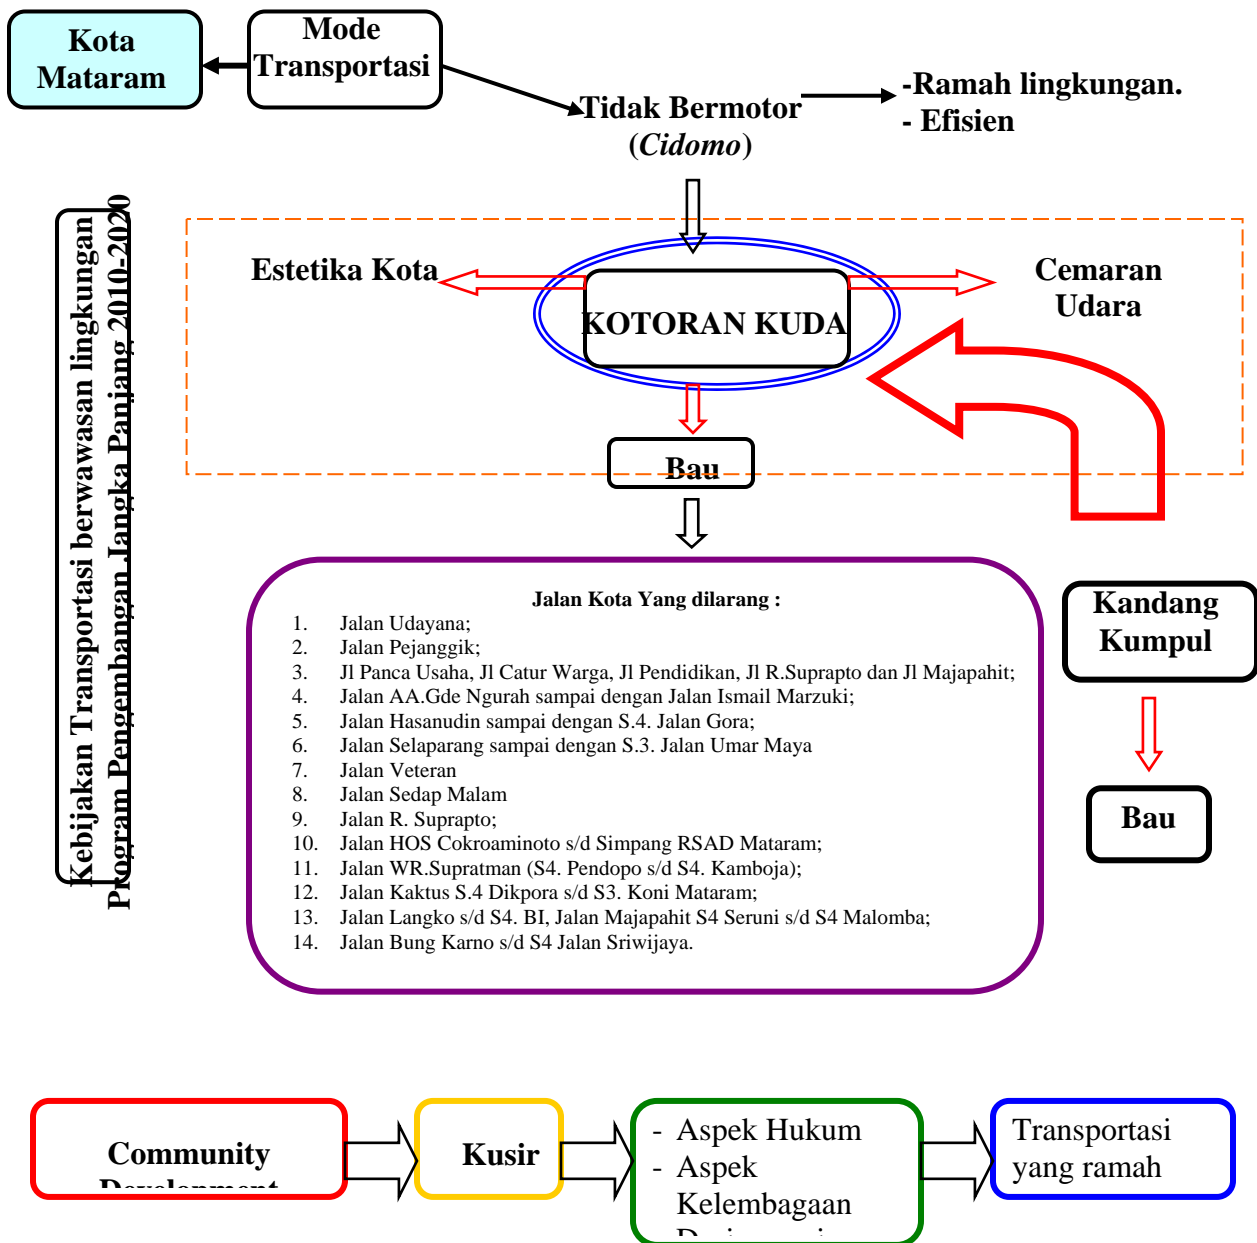 Kota
Mataram
Mode
Transportasi
Tidak Bermotor
(Cidomo)
-Ramah lingkungan.
- Efisien
Kebijakan Transportasi berwawasan lingkungan
Program Pengembangan Jangka Panjang 2010-2020
Estetika Kota
KOTORAN KUDA
Cemaran
Udara
Bau
Jalan Kota Yang dilarang :
1. Jalan Udayana;
2. Jalan Pejanggik;
3. Jl Panca Usaha, Jl Catur Warga, Jl Pendidikan, Jl R.Suprapto dan Jl Majapahit;
4. Jalan AA.Gde Ngurah sampai dengan Jalan Ismail Marzuki;
5. Jalan Hasanudin sampai dengan S.4. Jalan Gora;
6. Jalan Selaparang sampai dengan S.3. Jalan Umar Maya
7. Jalan Veteran
8. Jalan Sedap Malam
9. Jalan R. Suprapto;
10. Jalan HOS Cokroaminoto s/d Simpang RSAD Mataram;
11. Jalan WR.Supratman (S4. Pendopo s/d S4. Kamboja);
12. Jalan Kaktus S.4 Dikpora s/d S3. Koni Mataram;
13. Jalan Langko s/d S4. BI, Jalan Majapahit S4 Seruni s/d S4 Malomba;
14. Jalan Bung Karno s/d S4 Jalan Sriwijaya.
Kandang
Kumpul
Bau
Community
Development
Kusir
- Aspek Hukum
- Aspek
Kelembagaan
Transportasi
yang ramah